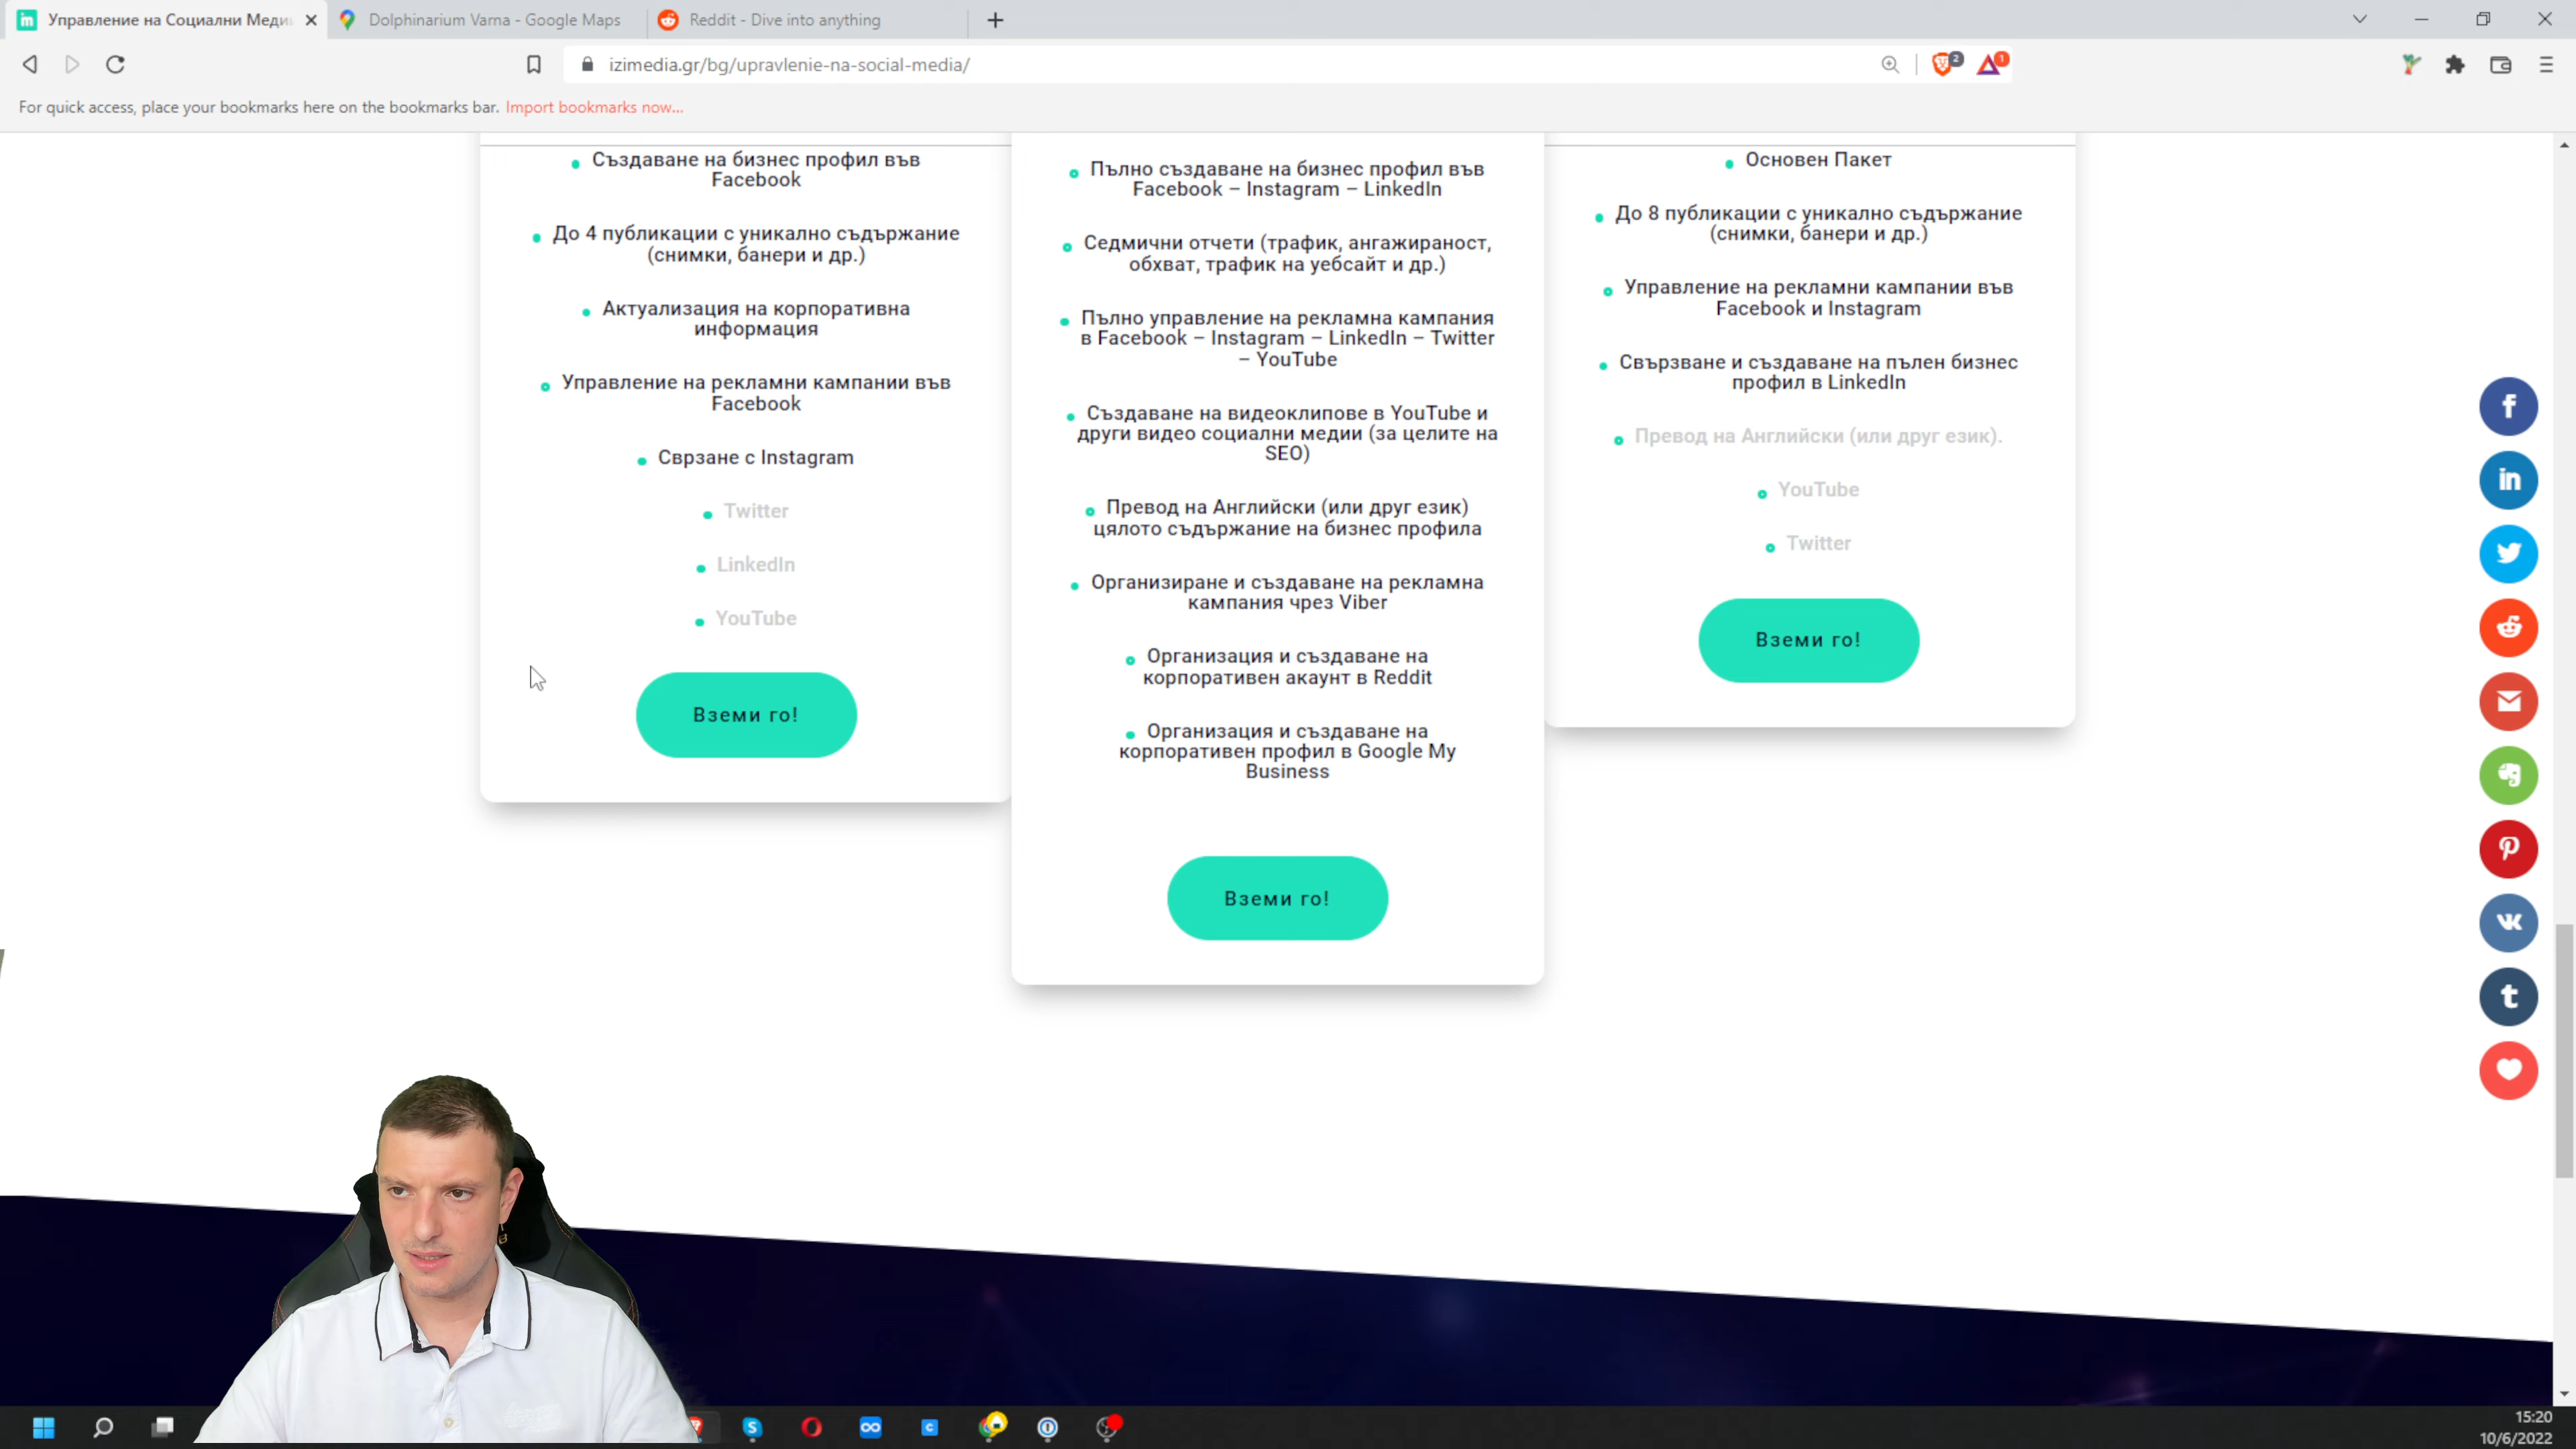 Управление на Социални Меди
Dolphinarium Varna - Google Maps
Reddit - Dive into anything
izimedia.gr/bg/upravlenie-na-social-media/
2
1
For quick access, place your bookmarks here on the bookmarks bar. Import bookmarks now...
Създаване на бизнес профил във
Facebook
До 4 публикации с уникално съдържание
(снимки, банери и др.)
Актуализация на корпоративна
информация
Управление на рекламни кампании във
Facebook
Сврзане с Instagram
Twitter
LinkedIn
YouTube
Вземи го!
Пълно създаване на бизнес профил във
Facebook – Instagram – LinkedIn
Седмични отчети (трафик, ангажираност,
обхват, трафик на уебсайт и др.)
Пълно управление на рекламна кампания
в Facebook – Instagram – LinkedIn – Twitter
– YouTube
Създаване на видеоклипове в YouTube и
други видео социални медии (за целите на
SEO)
Превод на Английски (или друг език)
цялото съдържание на бизнес профила
Организиране и създаване на рекламна
кампания чрез Viber
Организация и създаване на
корпоративен акаунт в Reddit
Организация и създаване на
корпоративен профил в Google My
Business
Вземи го!
Основен Пакет
До 8 публикации с уникално съдържание
(снимки, банери и др.)
Управление на рекламни кампании във
Facebook и Instagram
Свързване и създаване на пълен бизнес
профил в LinkedIn
Превод на Английски (или друг език).
YouTube
Twitter
Вземи го!
15:20
10/6/2022